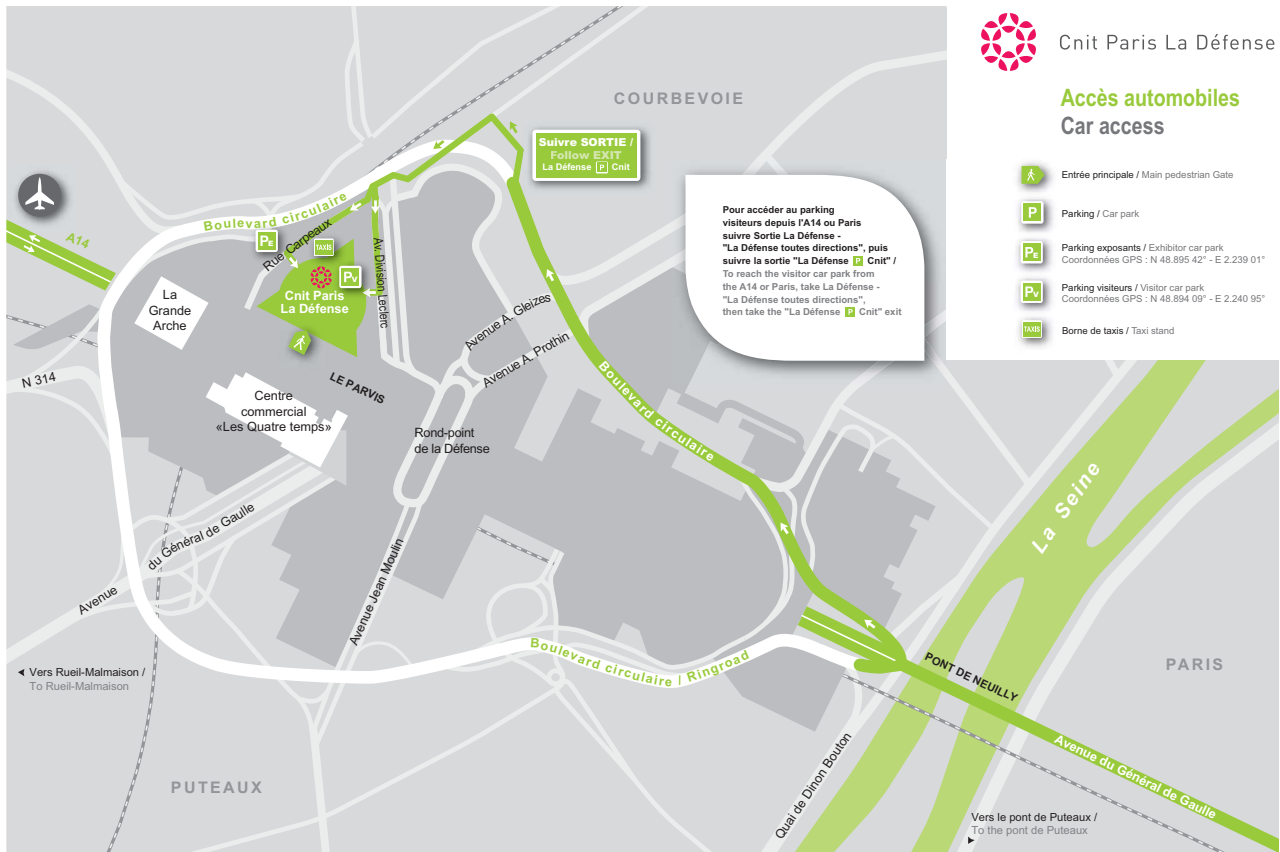 Cnit Paris La Défense
Accès automobiles
Car access
Entrée principale / Main pedestrian Gate
P
Parking / Car park
PE
Parking exposants / Exhibitor car park
Coordonnées GPS : N 48.895 42° - E 2.239 01°
PV
Parking visiteurs / Visitor car park
Coordonnées GPS : N 48.894 09° - E 2.240 95°
TAXIS
Borne de taxis / Taxi stand
COURBEVOIE
Suivre SORTIE /
Follow EXIT
La Défense P Cnit
Pour accéder au parking
visiteurs depuis l'A14 ou Paris
suivre Sortie La Défense -
"La Défense toutes directions", puis
suivre la sortie "La Défense P Cnit" /
To reach the visitor car park from
the A14 or Paris, take La Défense -
"La Défense toutes directions",
then take the "La Défense P Cnit" exit
A14
Boulevard circulaire
PE
Rue Carpeaux
TAXIS
PV
Av. Division Leclerc
Cnit Paris
La Défense
La
Grande
Arche
N 314
LE PARVIS
Centre
commercial
«Les Quatre temps»
Avenue A. Gleizes
Avenue A. Prothin
Rond-point
de la Défense
Boulevard circulaire
La Seine
Avenue
du Général de Gaulle
Avenue Jean Moulin
Boulevard circulaire / Ringroad
PONT DE NEUILLY
PARIS
Vers Rueil-Malmaison /
To Rueil-Malmaison
PUTEAUX
Quai de Dinon Bouton
Avenue du Général de Gaulle
Vers le pont de Puteaux /
To the pont de Puteaux